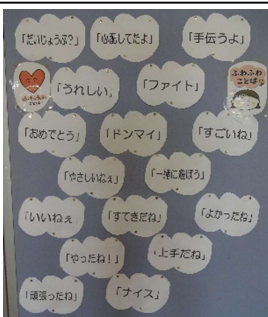 「だいじょうぶ?」
「心配してたよ」
「手伝うよ」
「うれしい」
「ファイト」
ふわふわ
ことば
「おめでとう」
「ドンマイ」
「すごいね」
「やさしいねぇ」
「一緒に遊ぼう」
「いいねぇ」
「すてきだね」
「よかったね」
「やったね!」
「上手だね」
「頑張ったね」
「ナイス」